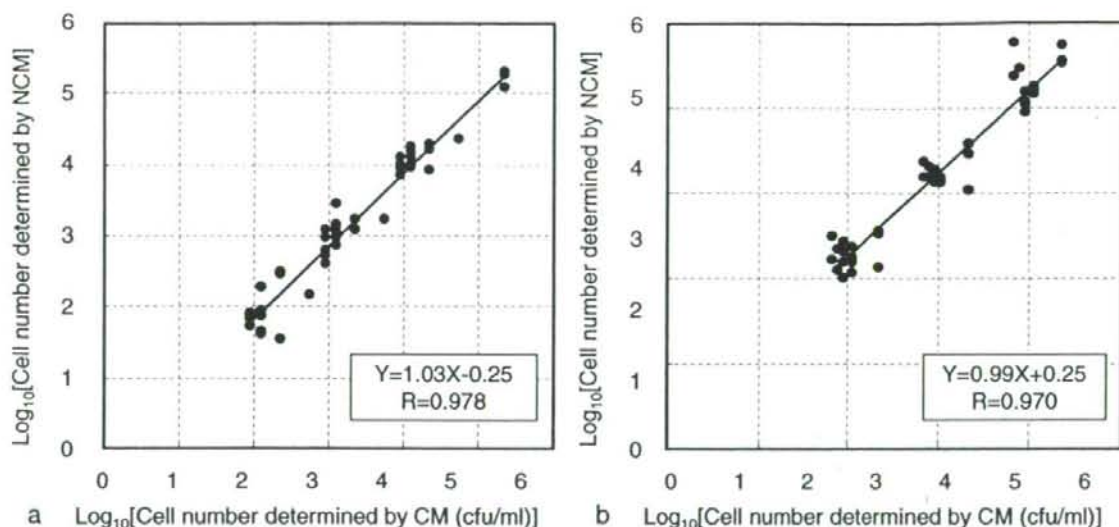 6
5
4
3
2
1
0
Log₁₀[Cell number determined by NCM]
Y=1.03X-0.25
R=0.978
0 1 2 3 4 5 6
a Log₁₀[Cell number determined by CM (cfu/ml)]
6
5
4
3
2
1
0
Log₁₀[Cell number determined by NCM]
Y=0.99X+0.25
R=0.970
0 1 2 3 4 5 6
b Log₁₀[Cell number determined by CM (cfu/ml)]